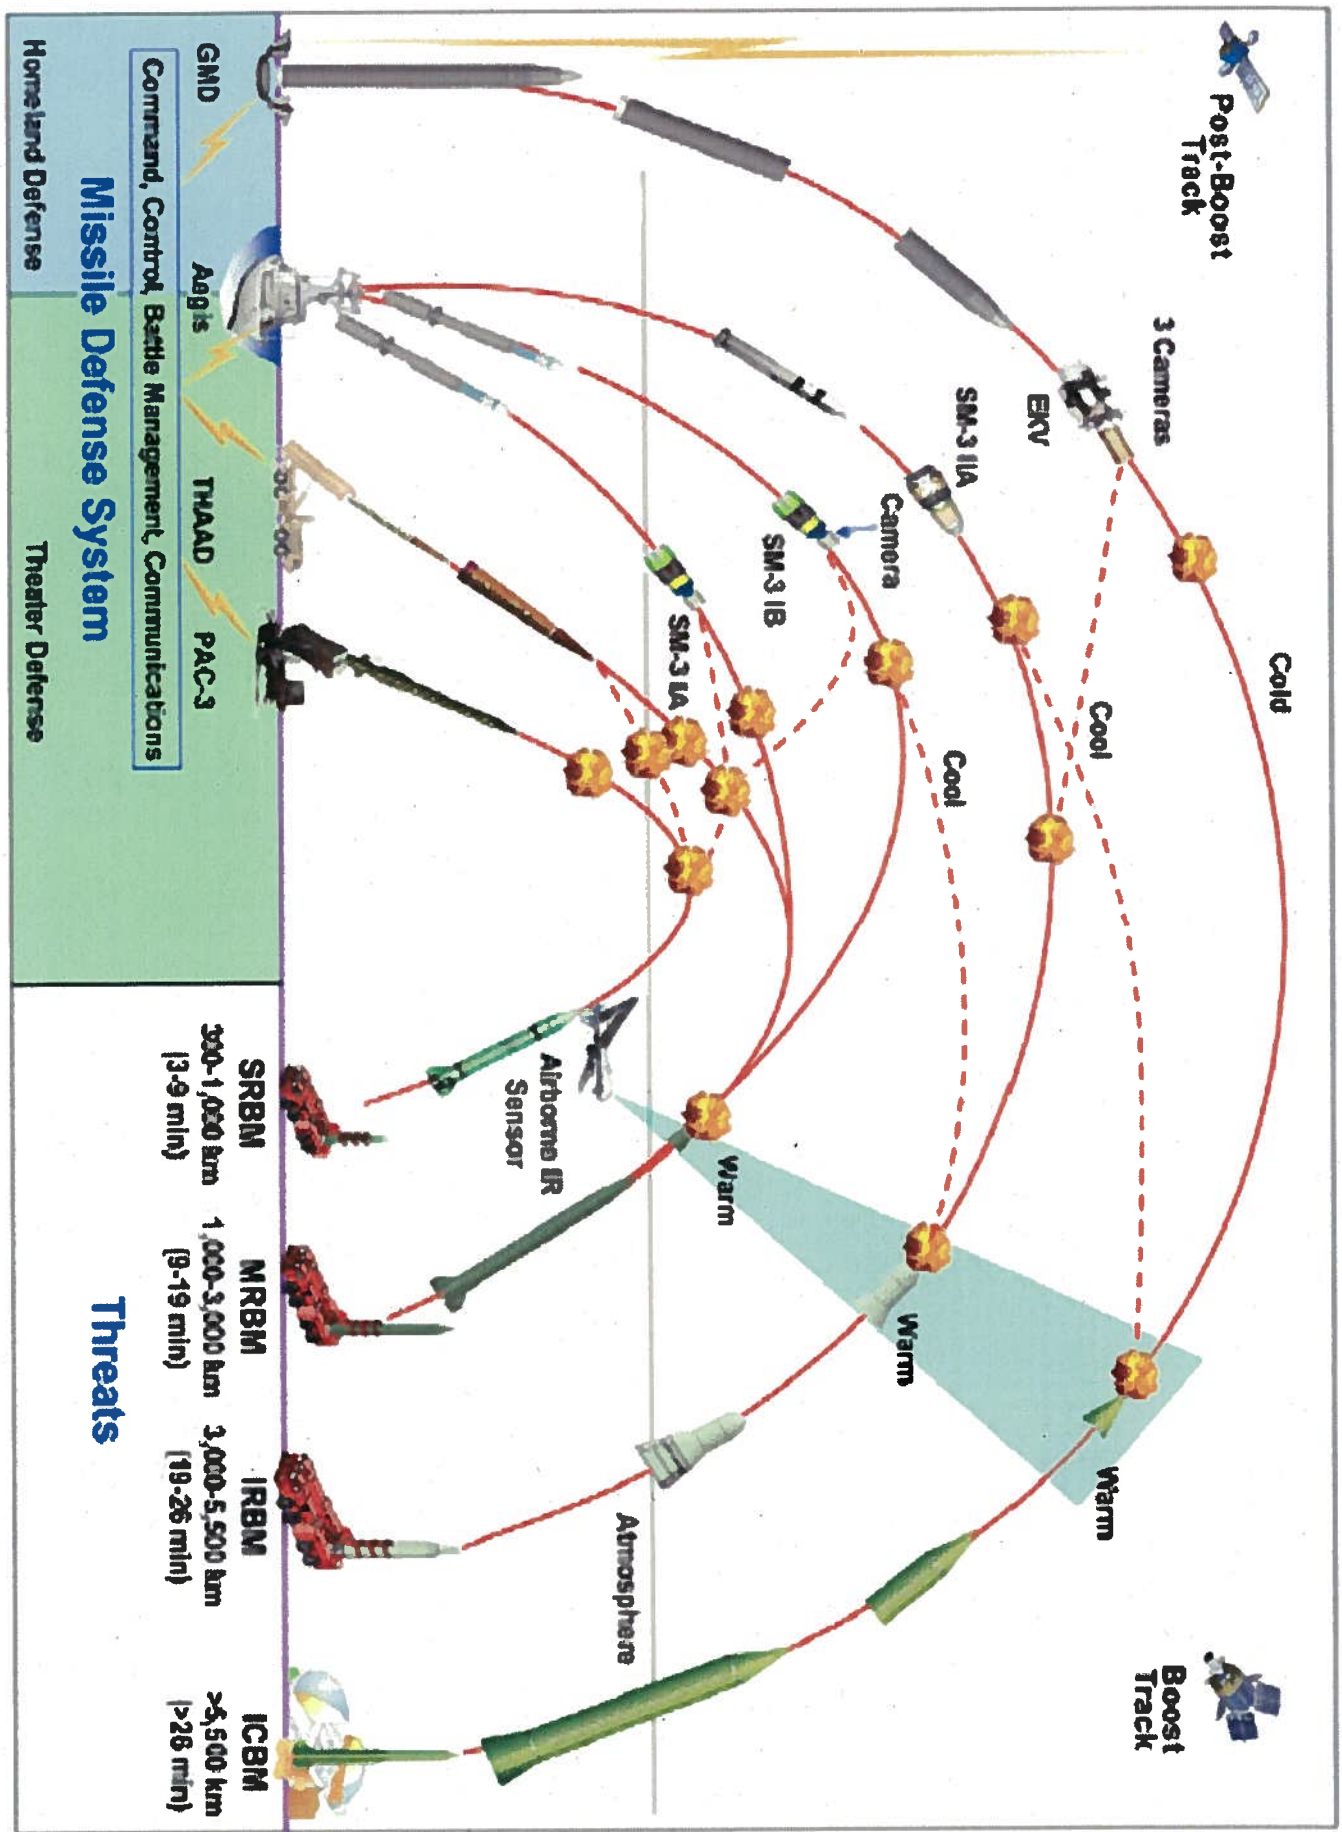 Post-Boost
Track
3 Cameras
EKV
SM-3 IIA
Camera
SM-3 IB
SM-3 IA
Cold
Cool
Cool
Warm
Warm
Warm
Boost
Track
Airborne IR
Sensor
Atmosphere
GMD
Aegis
THAAD
PAC-3
Command, Control, Battle Management, Communications
Missile Defense System
Homeland Defense
Theater Defense
SRBM
300-1,000 km
(3-9 min)
MRBM
1,000-3,000 km
(9-19 min)
IRBM
3,000-5,500 km
(19-26 min)
ICBM
>5,500 km
(>26 min)
Threats